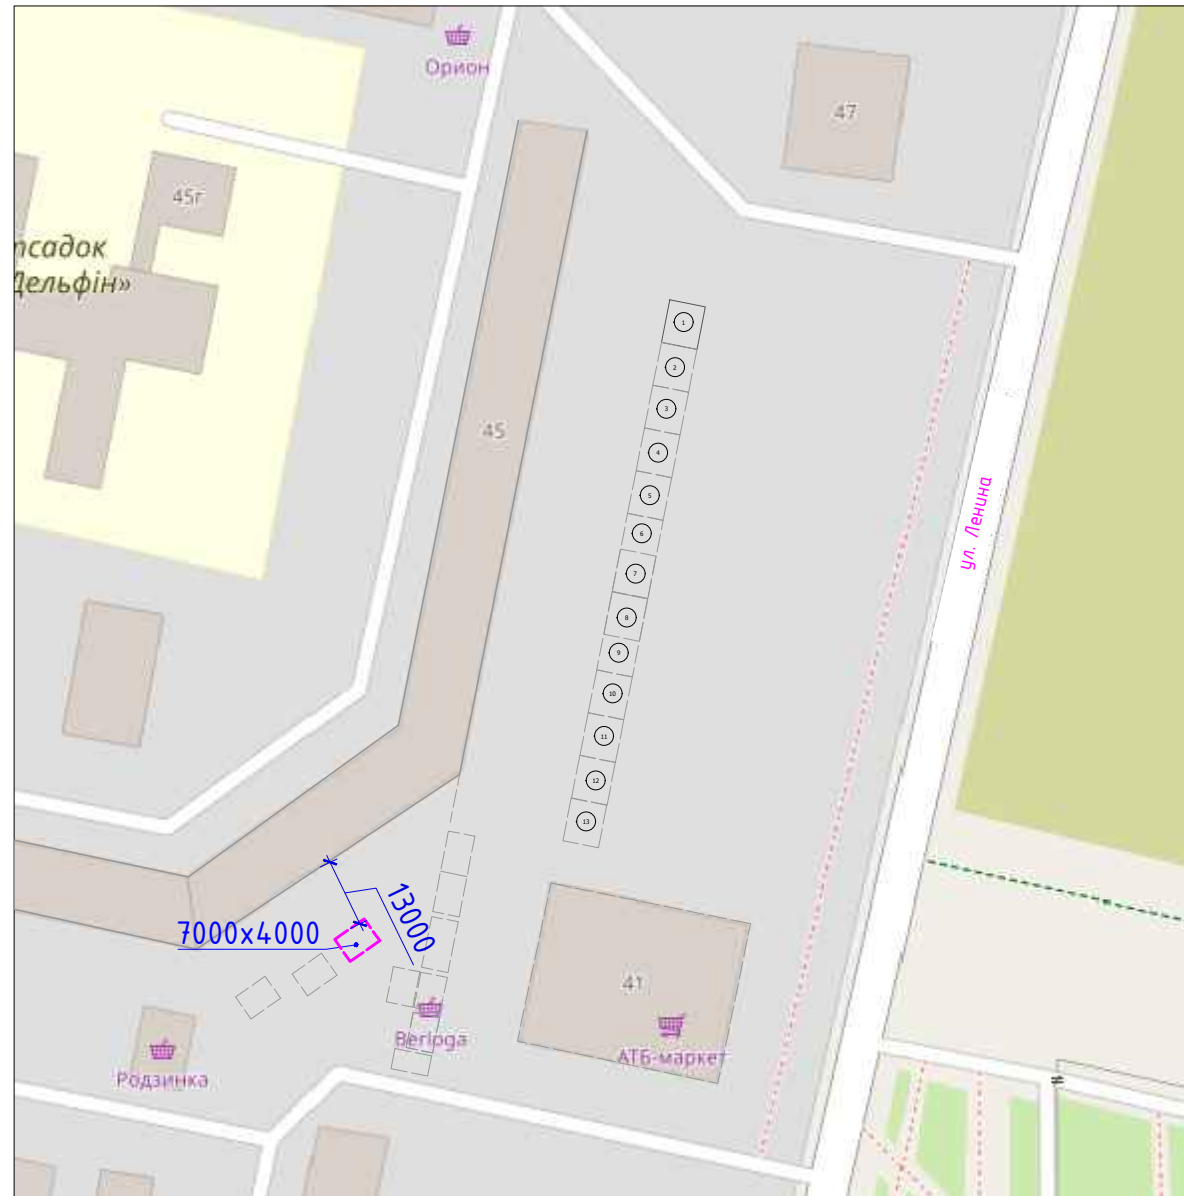 Орион
47
45г
тсадок
Дельфін»
1
2
3
4
45
5
ул. Ленина
6
7
8
9
10
11
12
13
13000
7000x4000
41
Berloga
АТБ-маркет
Родзинка